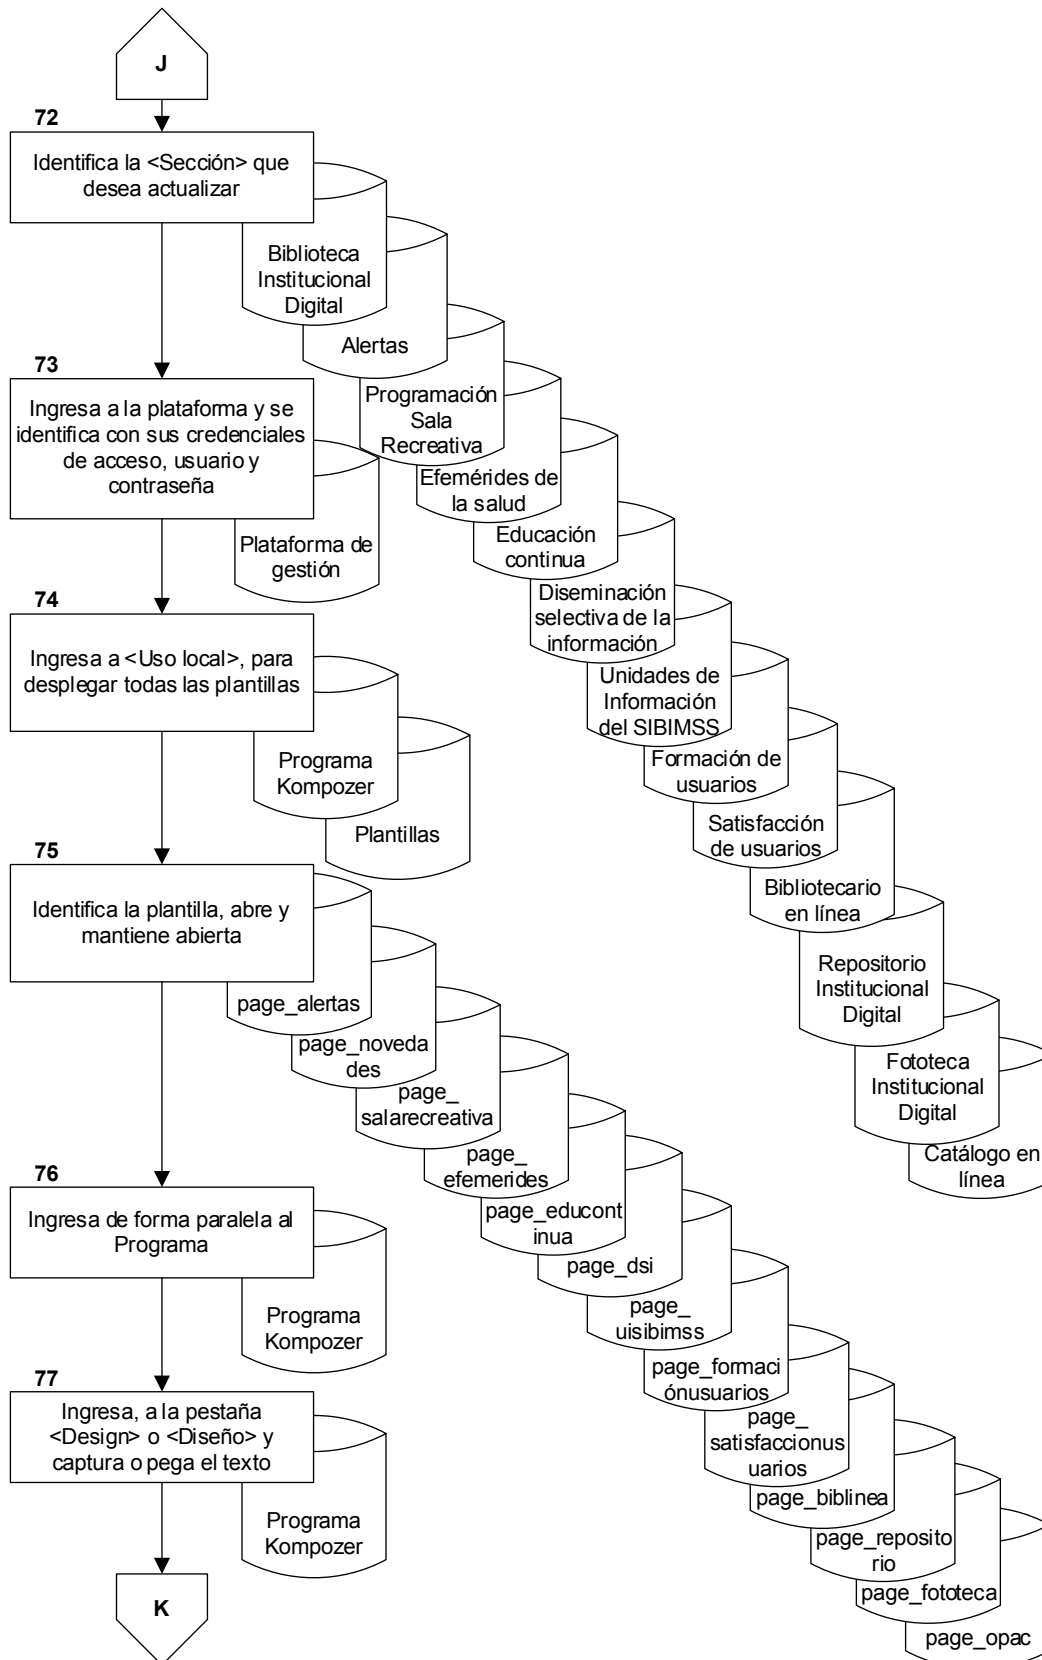 J
72
Identifica la <Sección> que
desea actualizar
Biblioteca
Institucional
Digital
Alertas
Programación
Sala
Recreativa
Efemérides de
la salud
Educación
continua
Diseminación
selectiva de la
información
Unidades de
Información
del SIBIMSS
Formación de
usuarios
Satisfacción
de usuarios
Bibliotecario
en línea
Repositorio
Institucional
Digital
Fototeca
Institucional
Digital
Catálogo en
línea
73
Ingresa a la plataforma y se
identifica con sus credenciales
de acceso, usuario y
contraseña
Plataforma de
gestión
74
Ingresa a <Uso local>, para
desplegar todas las plantillas
Programa
Kompozer
Plantillas
75
Identifica la plantilla, abre y
mantiene abierta
page_alertas
page_noveda
des
page_
salarecreativa
page_
efemerides
page_educont
inua
page_dsi
page_
uisibimss
page_formaci
ónusuarios
page_
satisfaccionus
uarios
page_biblinea
page_reposito
rio
page_fototeca
page_opac
76
Ingresa de forma paralela al
Programa
Programa
Kompozer
77
Ingresa, a la pestaña
<Design> o <Diseño> y
captura o pega el texto
Programa
Kompozer
K